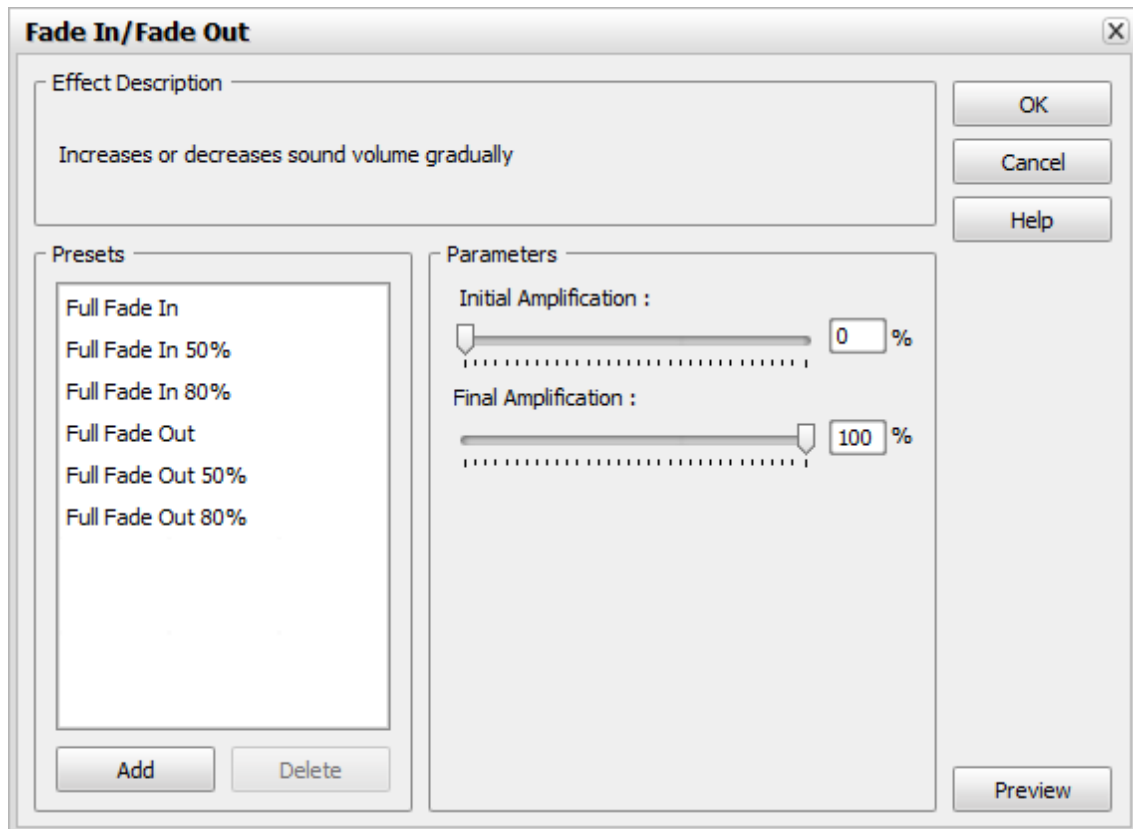 Fade In/Fade Out
Effect Description
Increases or decreases sound volume gradually
OK
Cancel
Help
Presets
Full Fade In
Full Fade In 50%
Full Fade In 80%
Full Fade Out
Full Fade Out 50%
Full Fade Out 80%
Add
Delete
Parameters
Initial Amplification :
0 %
Final Amplification :
100 %
Preview